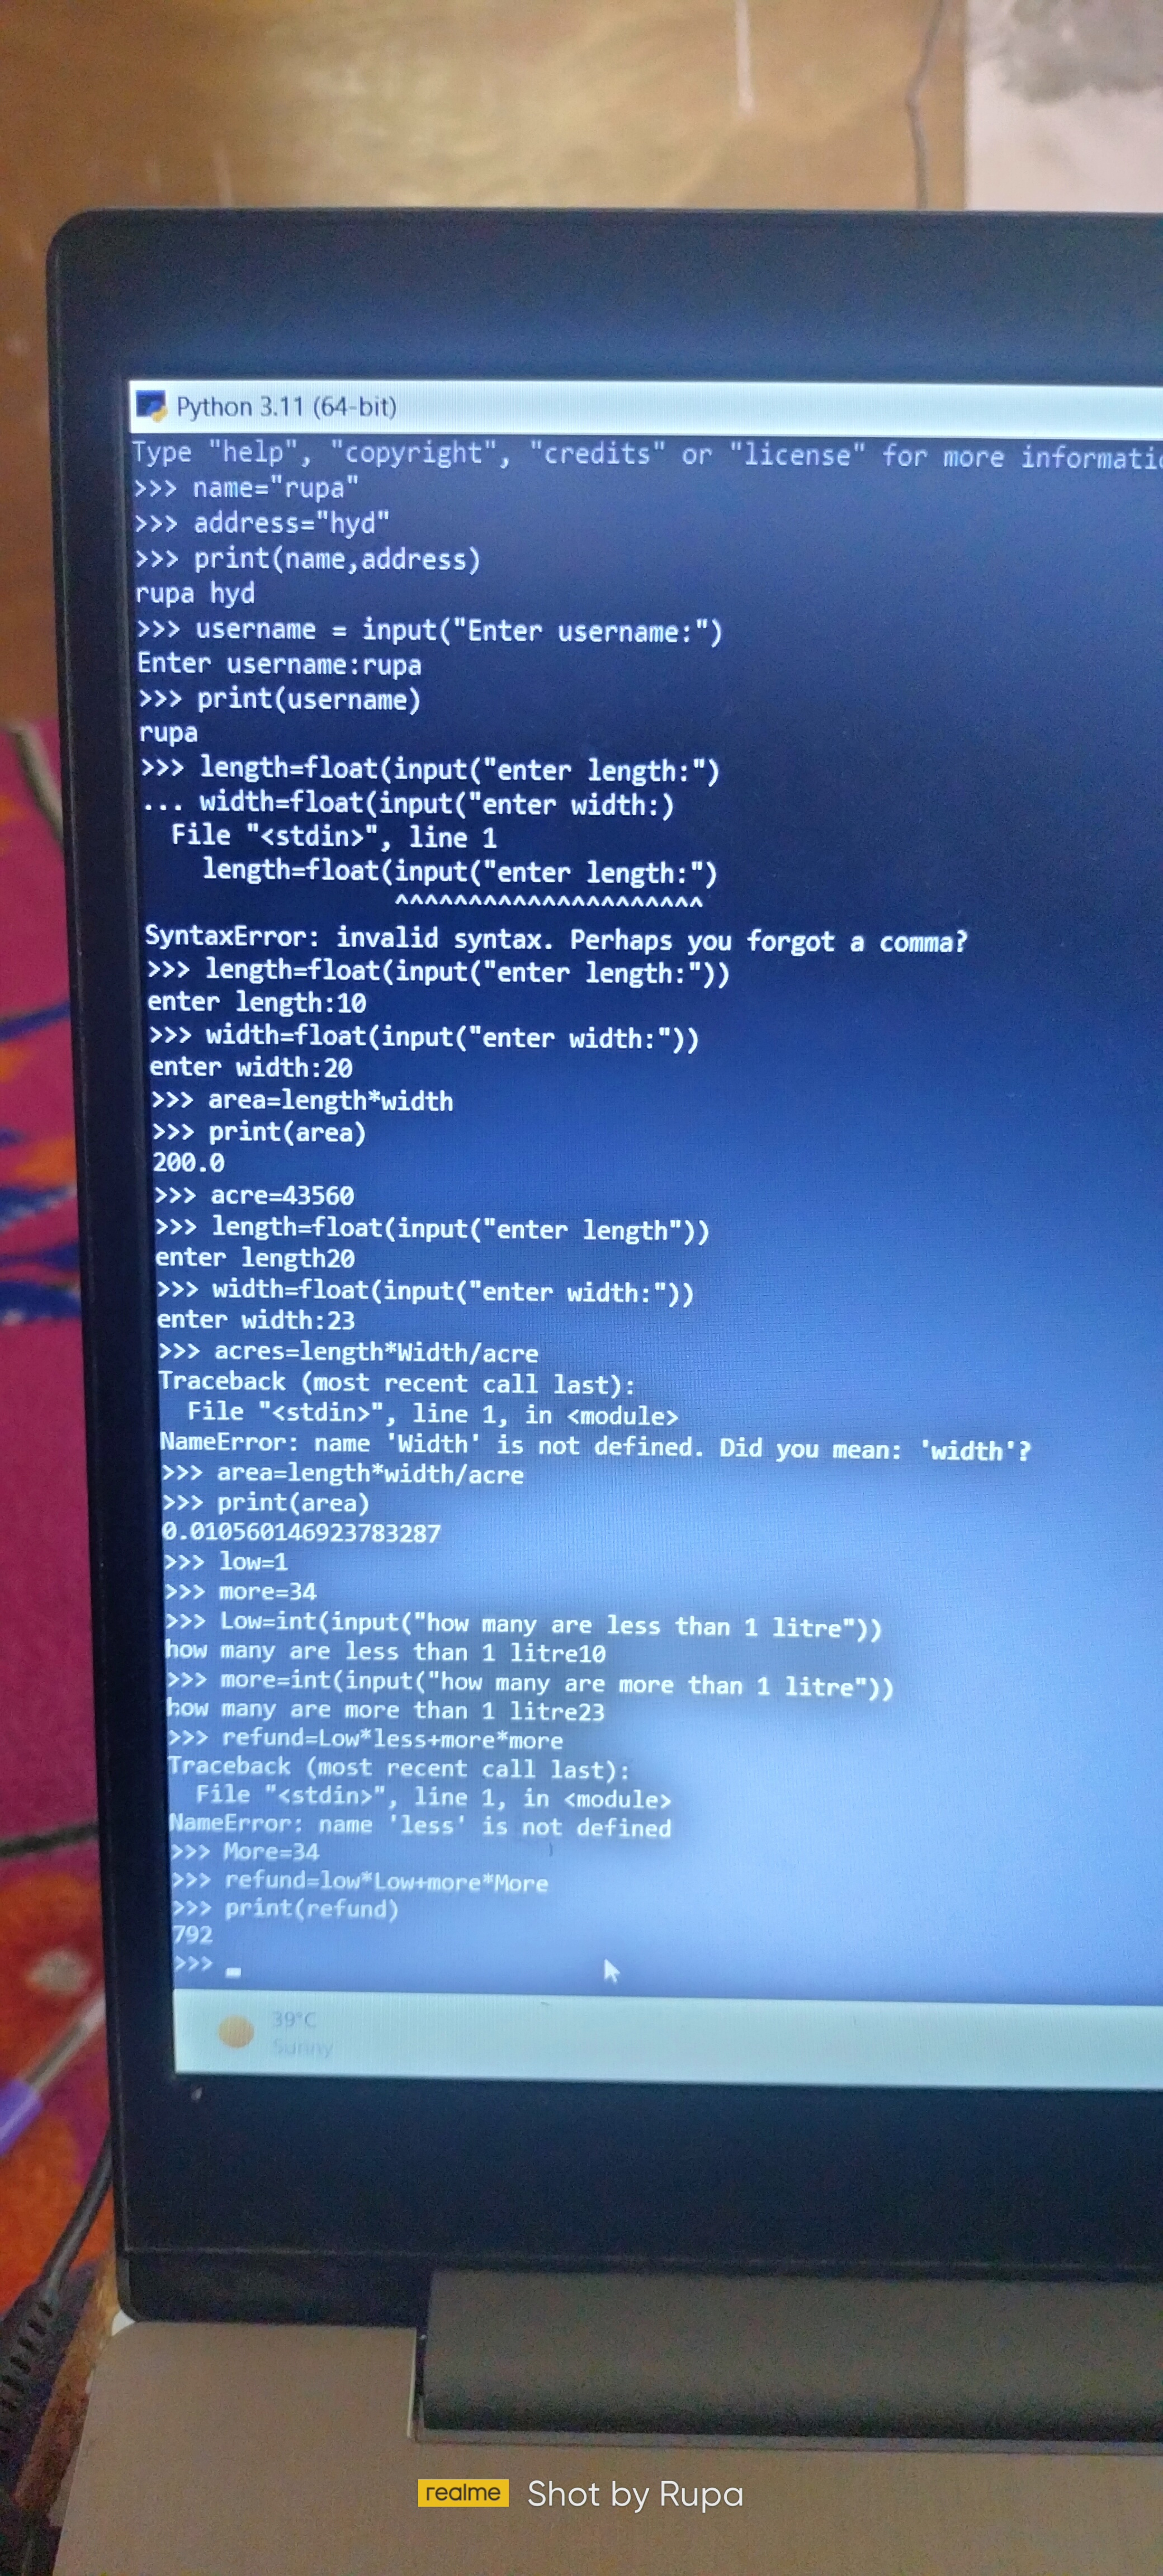 Python 3.11 (64-bit)
Type "help", "copyright", "credits" or "license" for more
>>> name="rupa"
>>> address="hyd"
>>> print(name,address)
rupa hyd
>>> username = input("Enter username:")
Enter username:rupa
>>> print(username)
rupa
>>> length=float(input("enter length:")
... width=float(input("enter width:)
  File "<stdin>", line 1
    length=float(input("enter length:")
                 ^^^^^^^^^^^^^^^^^^^^^
SyntaxError: invalid syntax. Perhaps you forgot a comma?
>>> length=float(input("enter length:"))
enter length:10
>>> width=float(input("enter width:"))
enter width:20
>>> area=length*width
>>> print(area)
200.0
>>> acre=43560
>>> length=float(input("enter length"))
enter length20
>>> width=float(input("enter width:"))
enter width:23
>>> acres=length*Width/acre
Traceback (most recent call last):
  File "<stdin>", line 1, in <module>
NameError: name 'Width' is not defined. Did you mean: 'width'?
>>> area=length*width/acre
>>> print(area)
0.010560146923783287
>>> low=1
>>> more=34
>>> Low=int(input("how many are less than 1 litre"))
how many are less than 1 litre10
>>> more=int(input("how many are more than 1 litre"))
how many are more than 1 litre23
>>> refund=Low*less+more*more
Traceback (most recent call last):
  File "<stdin>", line 1, in <module>
NameError: name 'less' is not defined
>>> More=34
>>> refund=low*Low+more*More
>>> print(refund)
792
>>>
39°C
Sunny
realme Shot by Rupa